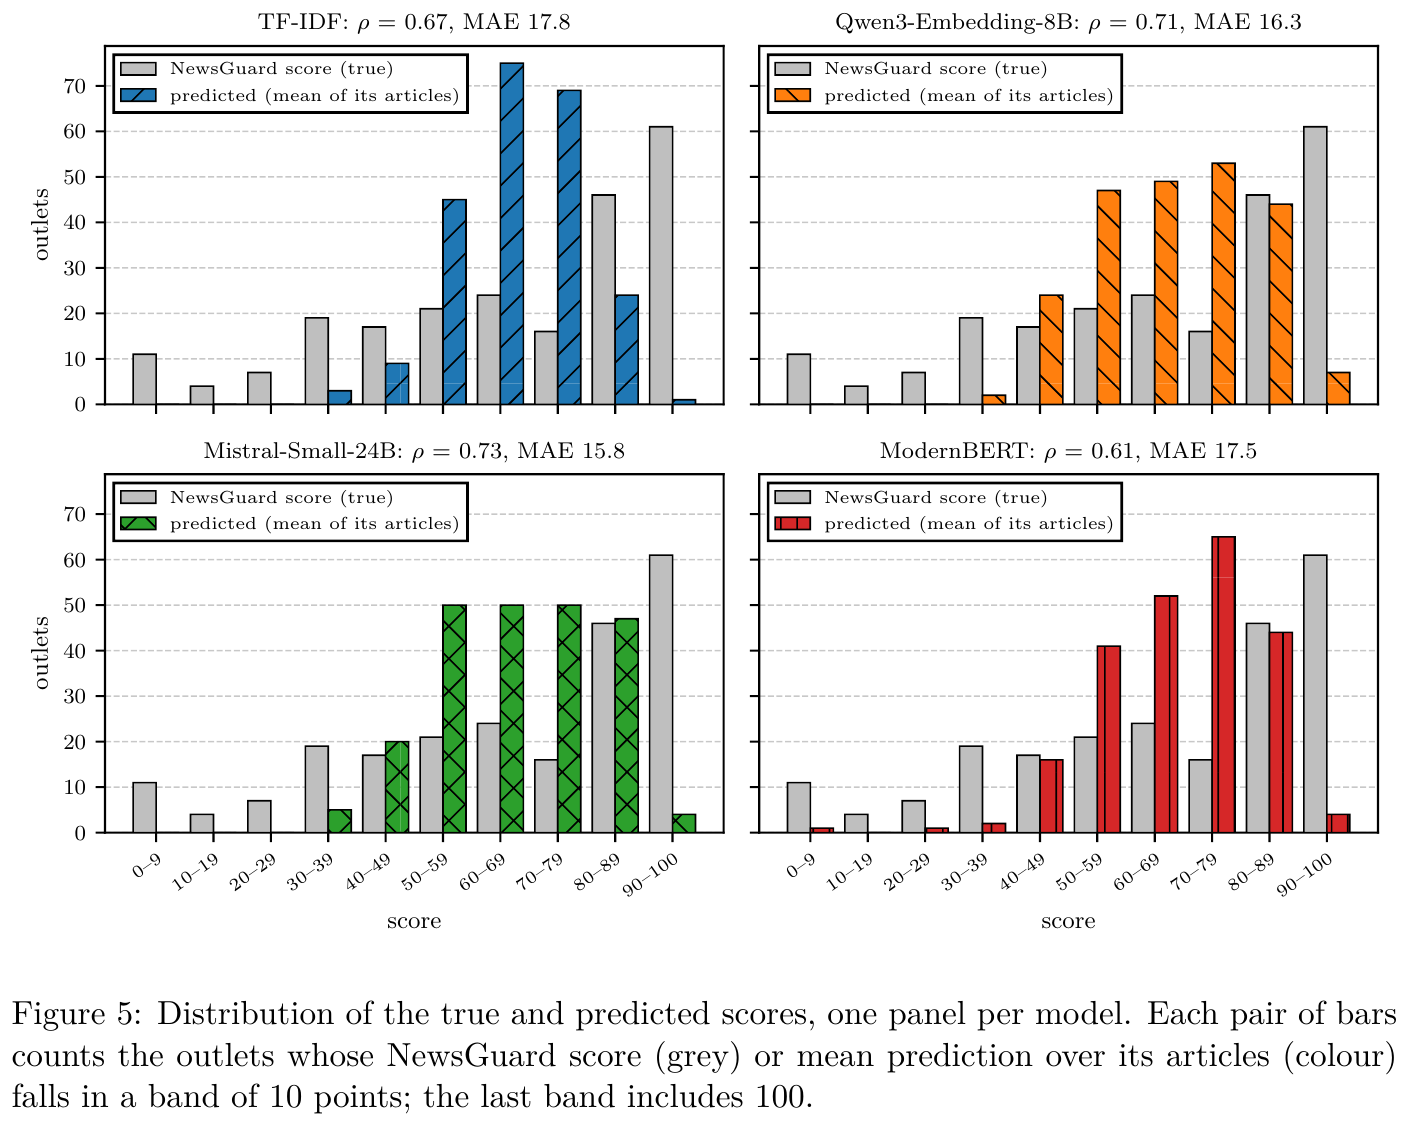 TF-IDF: ρ = 0.67, MAE 17.8
NewsGuard score (true)
predicted (mean of its articles)
70
60
50
40
30
20
10
0
outlets
Qwen3-Embedding-8B: ρ = 0.71, MAE 16.3
NewsGuard score (true)
predicted (mean of its articles)
Mistral-Small-24B: ρ = 0.73, MAE 15.8
NewsGuard score (true)
predicted (mean of its articles)
70
60
50
40
30
20
10
0
outlets
0–9
10–19
20–29
30–39
40–49
50–59
60–69
70–79
80–89
90–100
score
ModernBERT: ρ = 0.61, MAE 17.5
NewsGuard score (true)
predicted (mean of its articles)
0–9
10–19
20–29
30–39
40–49
50–59
60–69
70–79
80–89
90–100
score
Figure 5: Distribution of the true and predicted scores, one panel per model. Each pair of bars
counts the outlets whose NewsGuard score (grey) or mean prediction over its articles (colour)
falls in a band of 10 points; the last band includes 100.